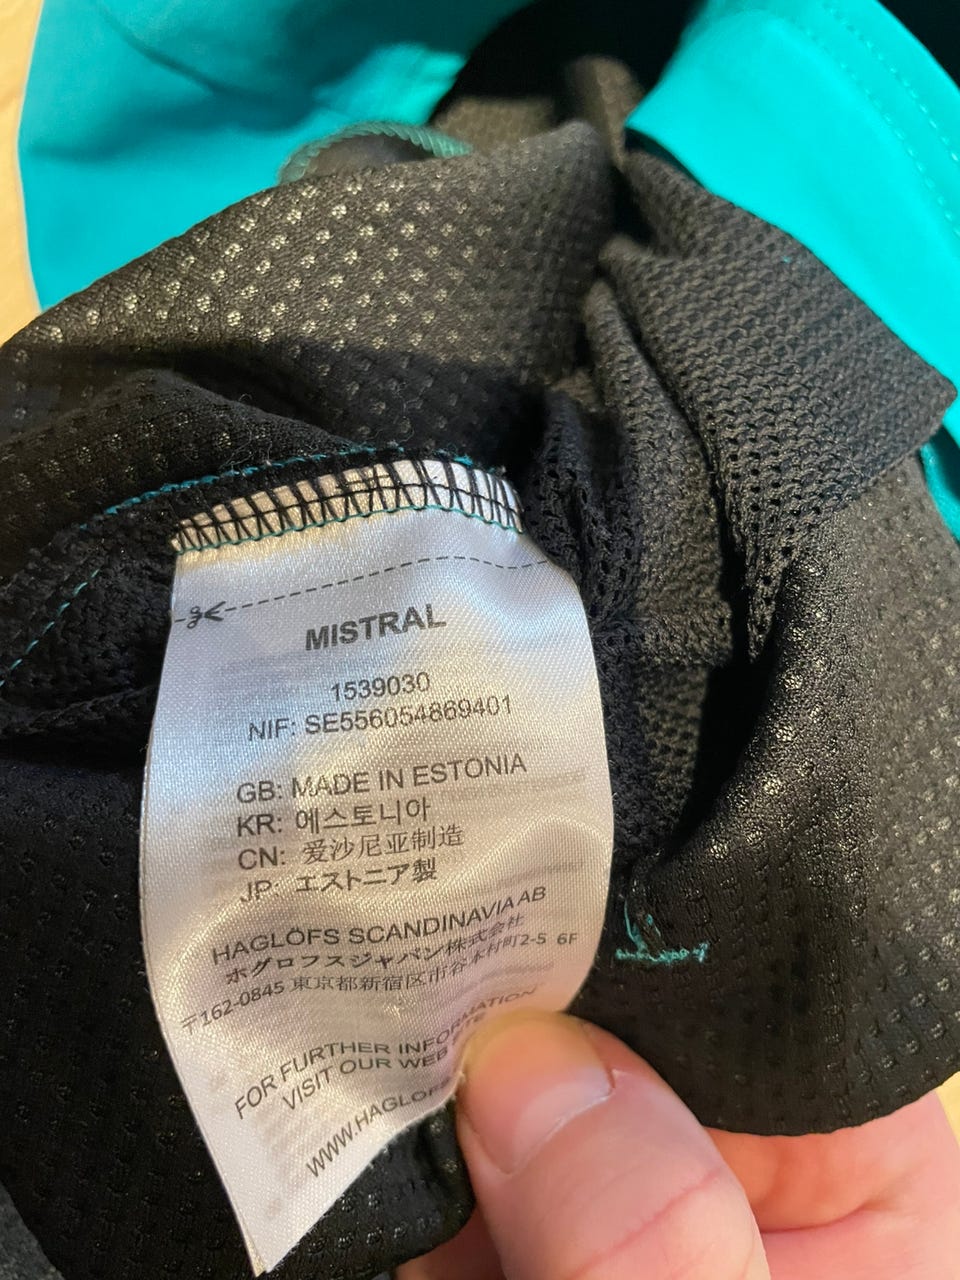 MISTRAL
1539030
NIF: SE556054869401
GB: MADE IN ESTONIA
KR: 에스토니아
CN: 爱沙尼亚制造
JP: エストニア製
HAGLÖFS SCANDINAVIA AB
ホグロフスジャパン株式会社
〒162-0845 東京都新宿区市谷本村町2-5 6F
FOR FURTHER INFORMATION
VISIT OUR WEB SITE
WWW.HAGLÖFS